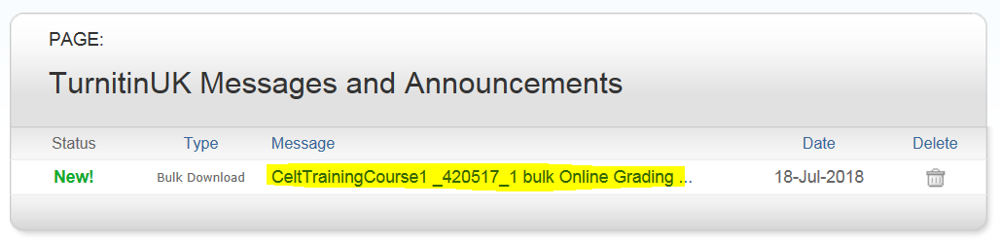 PAGE:
TurnitinUK Messages and Announcements
Status Type Message Date Delete
New! Bulk Download CeltTrainingCourse1 _420517_1 bulk Online Grading ... 18-Jul-2018